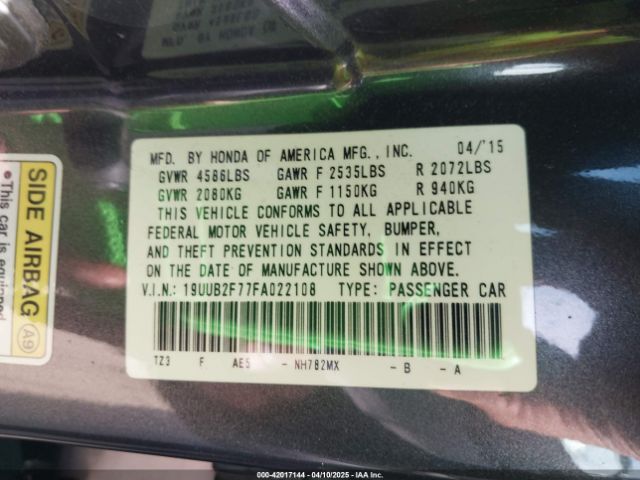 MFD. BY HONDA OF AMERICA MFG., INC. 04/'15
GVWR 4586LBS GAWR F 2535LBS R 2072LBS
GVWR 2080KG GAWR F 1150KG R 940KG
THIS VEHICLE CONFORMS TO ALL APPLICABLE
FEDERAL MOTOR VEHICLE SAFETY, BUMPER,
AND THEFT PREVENTION STANDARDS IN EFFECT
ON THE DATE OF MANUFACTURE SHOWN ABOVE.
V.I.N.: 19UUB2F77FA022108 TYPE: PASSENGER CAR
TZ3 F AE5 - NH782MX - B - A
SIDE AIRBAG A9
•This car is
000-42017144 - 04/10/2025 - IAAI.com